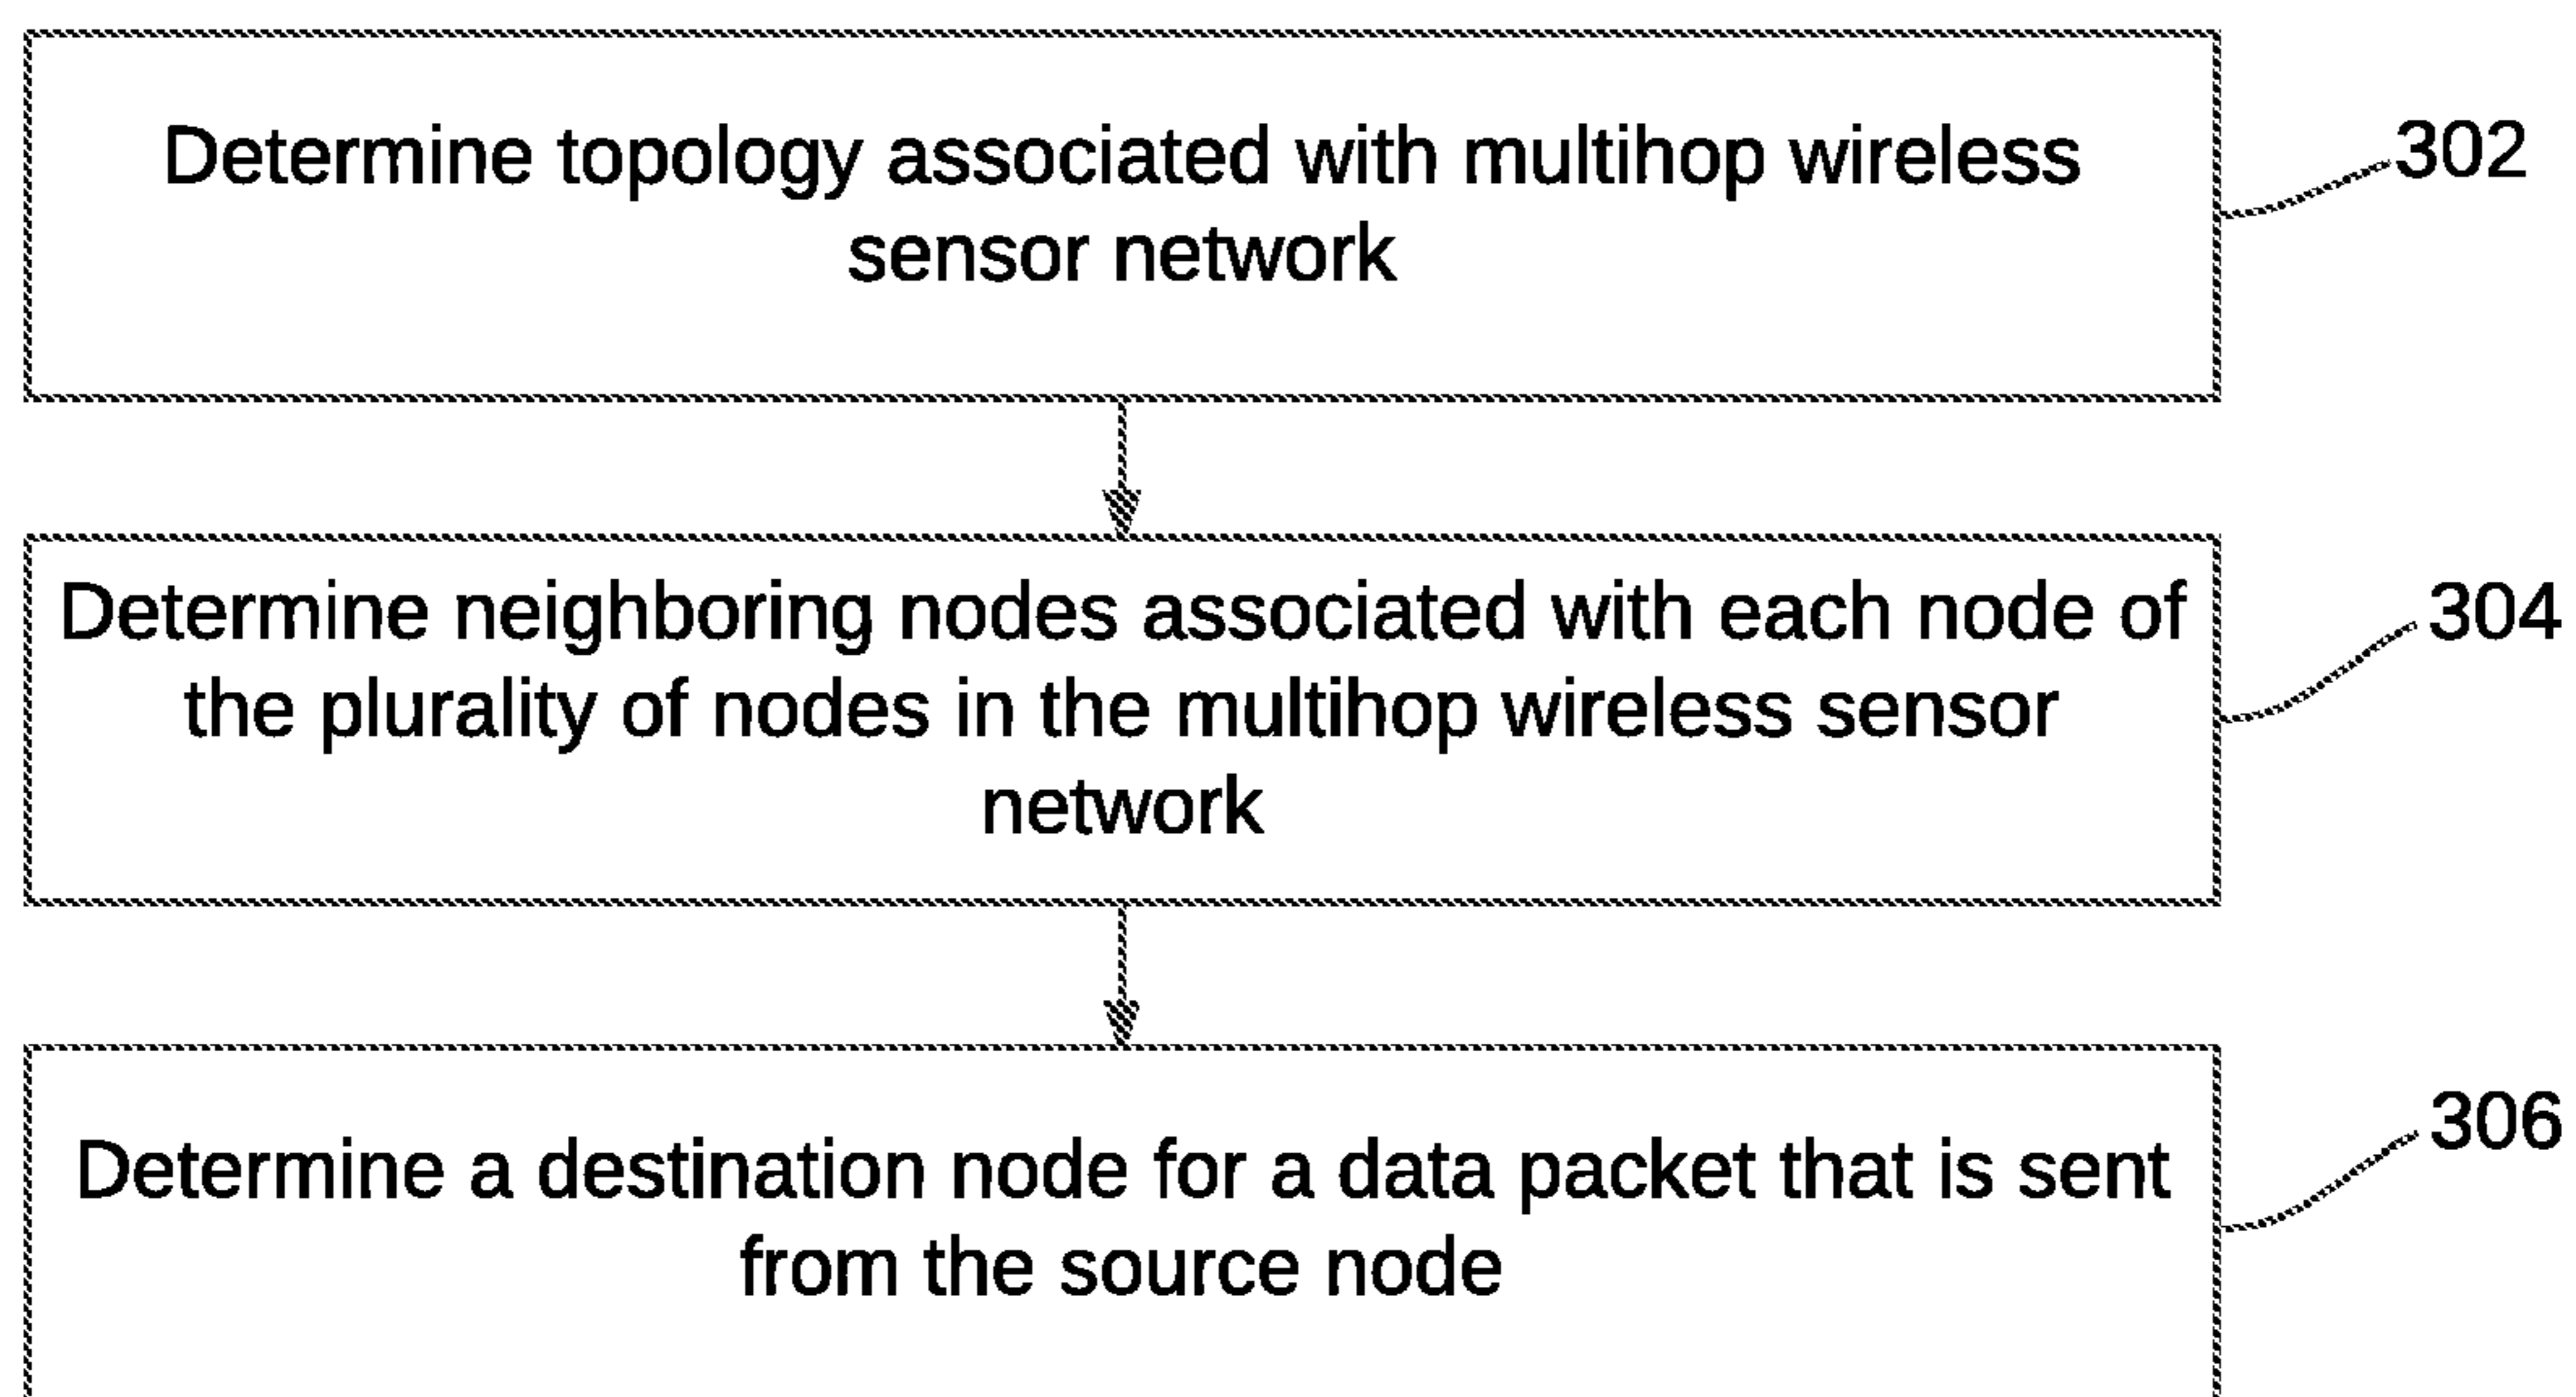 Determine topology associated with multihop wireless
sensor network
302
Determine neighboring nodes associated with each node of
the plurality of nodes in the multihop wireless sensor
network
304
Determine a destination node for a data packet that is sent
from the source node
306